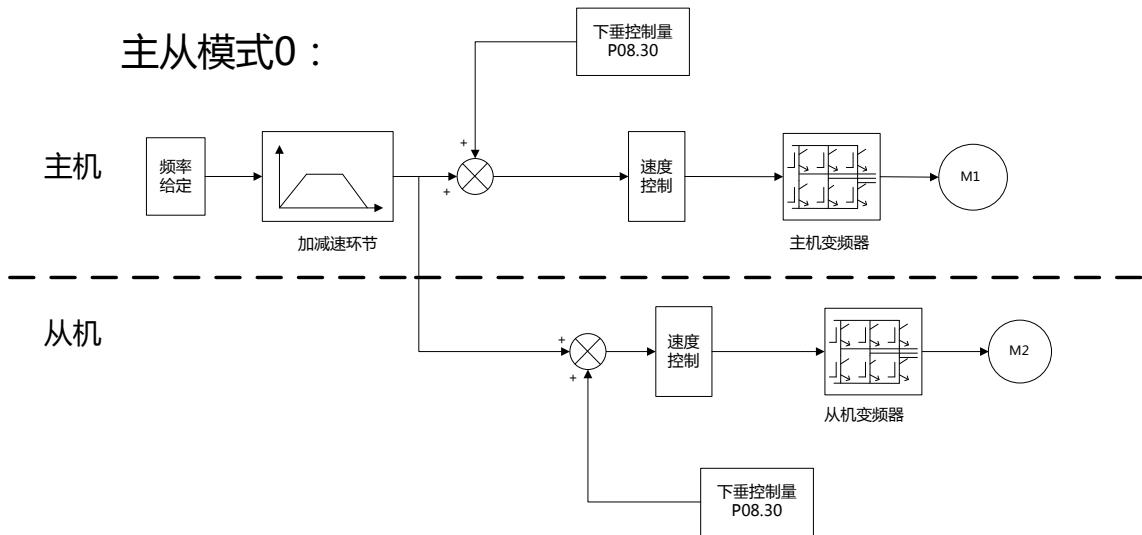 主从模式0：
下垂控制量
P08.30
主机
频率
给定
+
+
速度
控制
M1
加减速环节
主机变频器
从机
+
+
速度
控制
M2
从机变频器
下垂控制量
P08.30